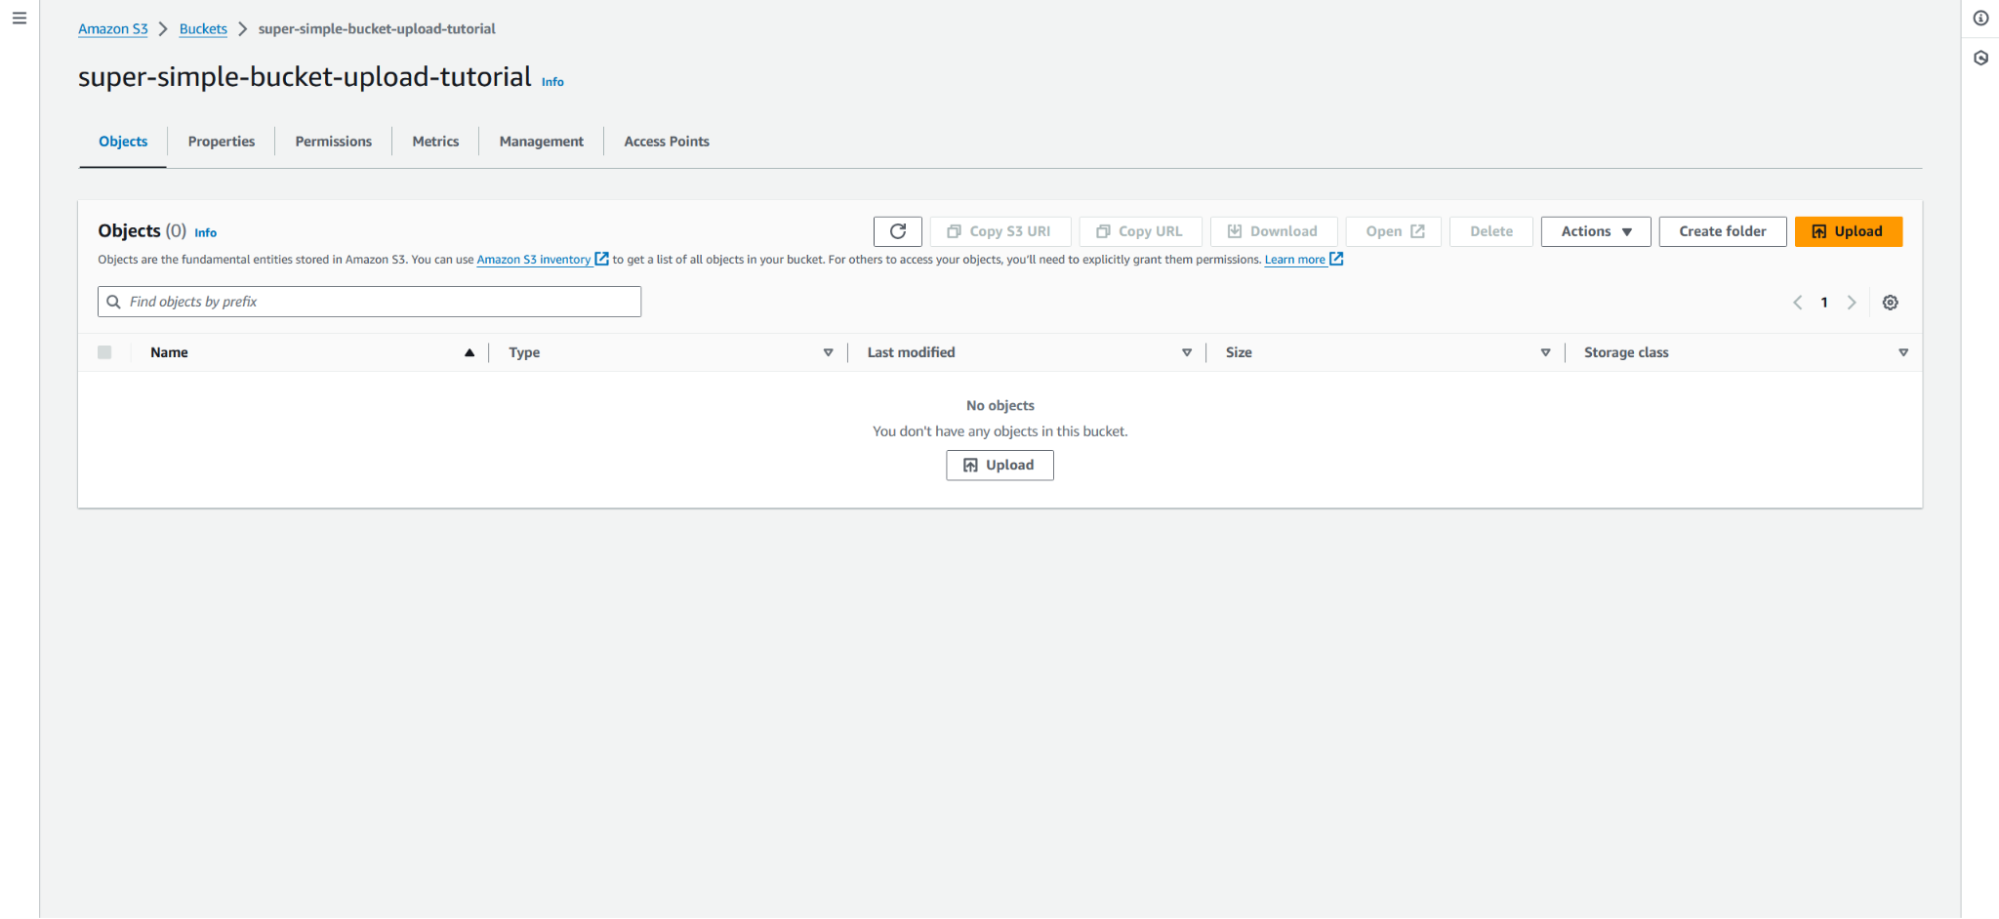 Amazon S3 > Buckets > super-simple-bucket-upload-tutorial
super-simple-bucket-upload-tutorial Info
Objects Properties Permissions Metrics Management Access Points
Objects (0) Info Copy S3 URI Copy URL Download Open Delete Actions Create folder Upload
Objects are the fundamental entities stored in Amazon S3. You can use Amazon S3 inventory to get a list of all objects in your bucket. For others to access your objects, you'll need to explicitly grant them permissions. Learn more
Find objects by prefix 1
Name Type Last modified Size Storage class
No objects
You don't have any objects in this bucket.
Upload